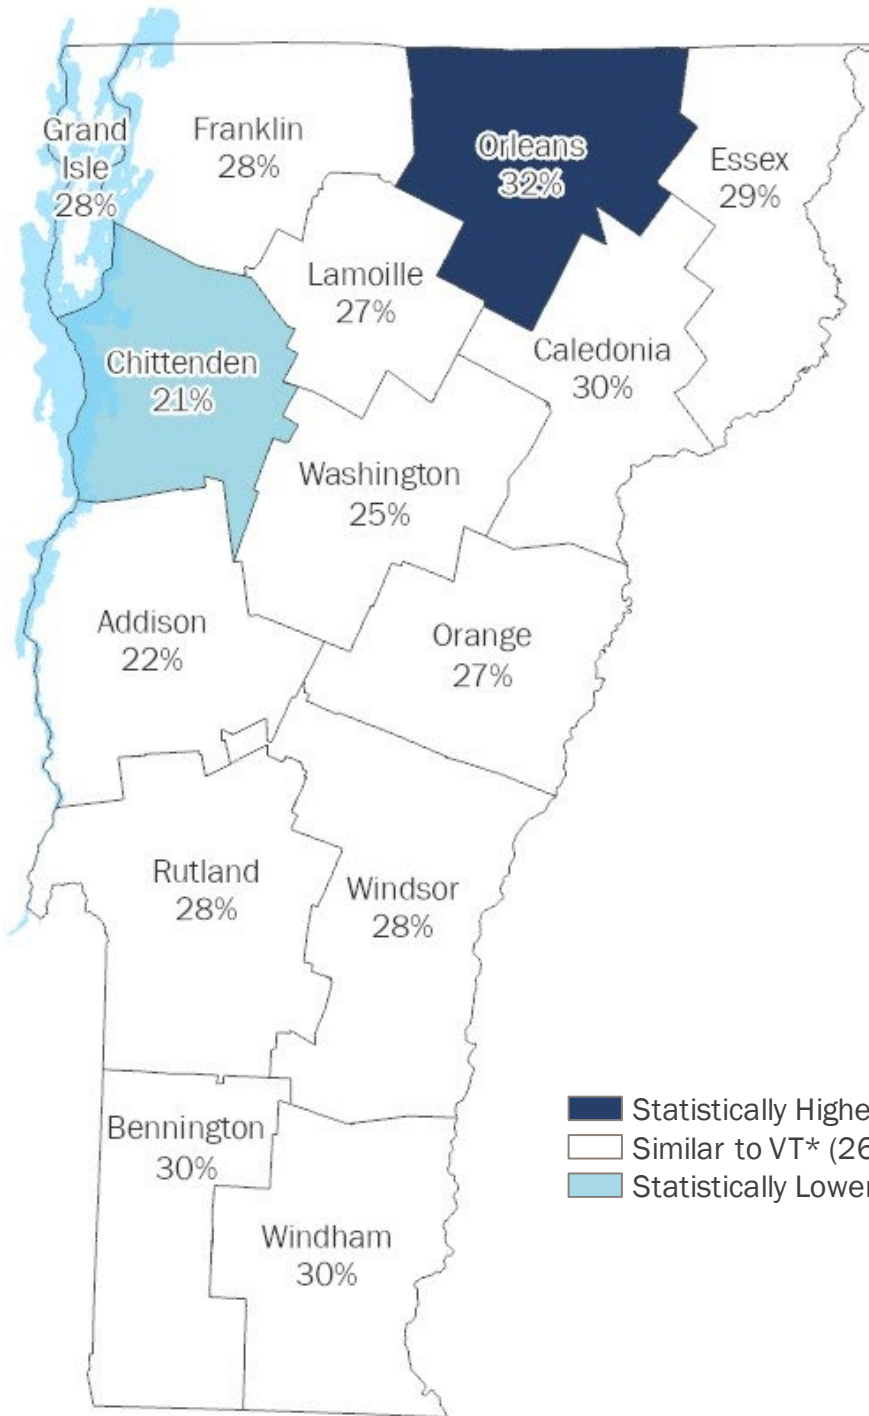 Grand
Isle
28%
Franklin
28%
Orleans
32%
Essex
29%
Lamoille
27%
Chittenden
21%
Caledonia
30%
Washington
25%
Addison
22%
Orange
27%
Rutland
28%
Windsor
28%
Bennington
30%
Windham
30%
Statistically Highe
Similar to VT* (26
Statistically Lower